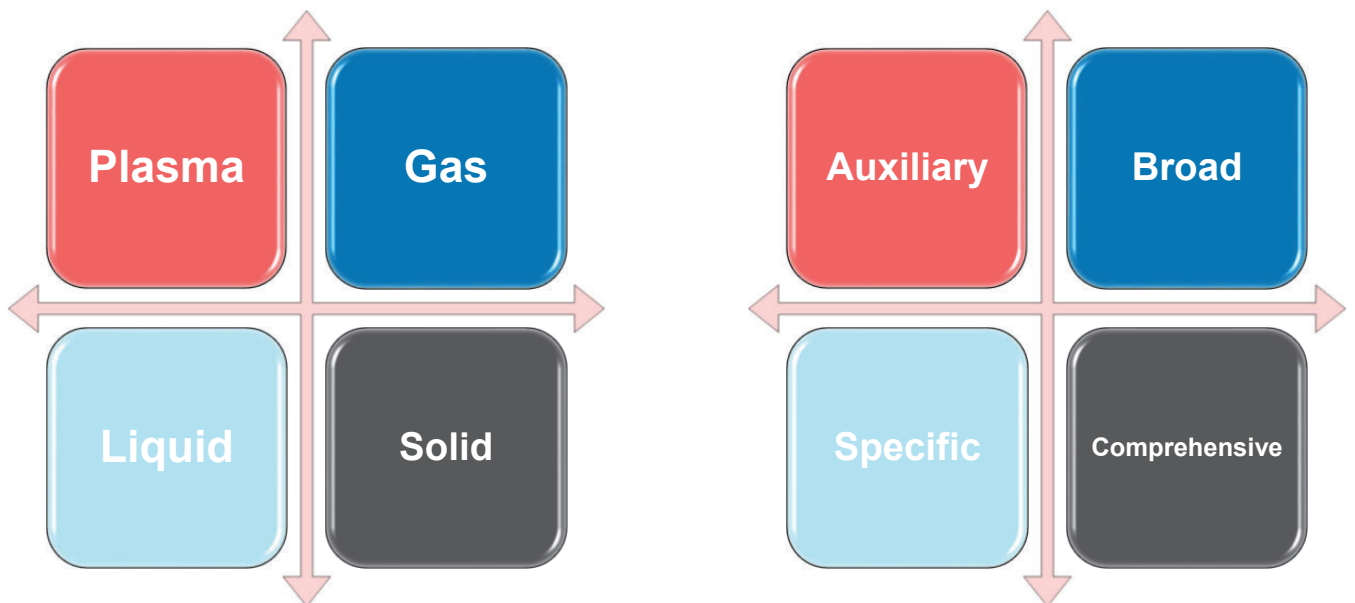 Plasma
Gas
Liquid
Solid
Auxiliary
Broad
Specific
Comprehensive